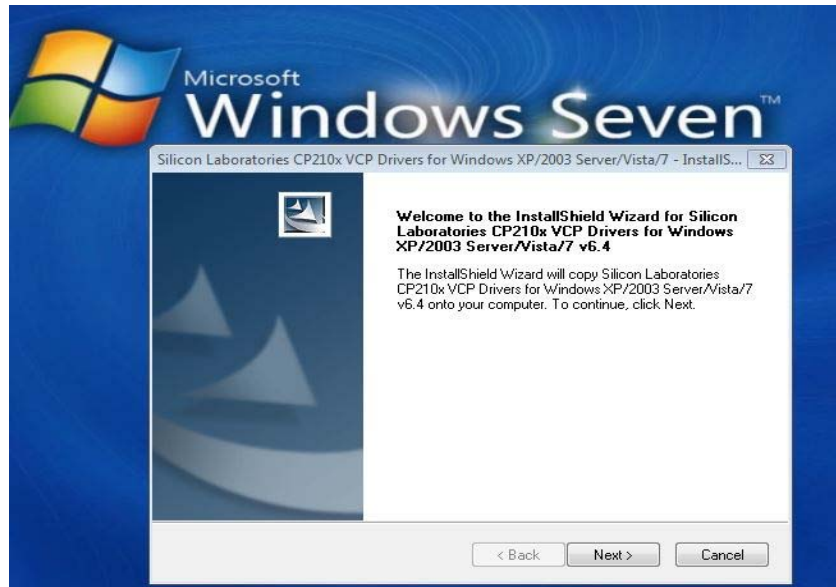 Microsoft
Windows Seven™
Silicon Laboratories CP210x VCP Drivers for Windows XP/2003 Server/Vista/7 - InstallS...
Welcome to the InstallShield Wizard for Silicon
Laboratories CP210x VCP Drivers for Windows
XP/2003 Server/Vista/7 v6.4
The InstallShield Wizard will copy Silicon Laboratories
CP210x VCP Drivers for Windows XP/2003 Server/Vista/7
v6.4 onto your computer. To continue, click Next.
< Back Next > Cancel